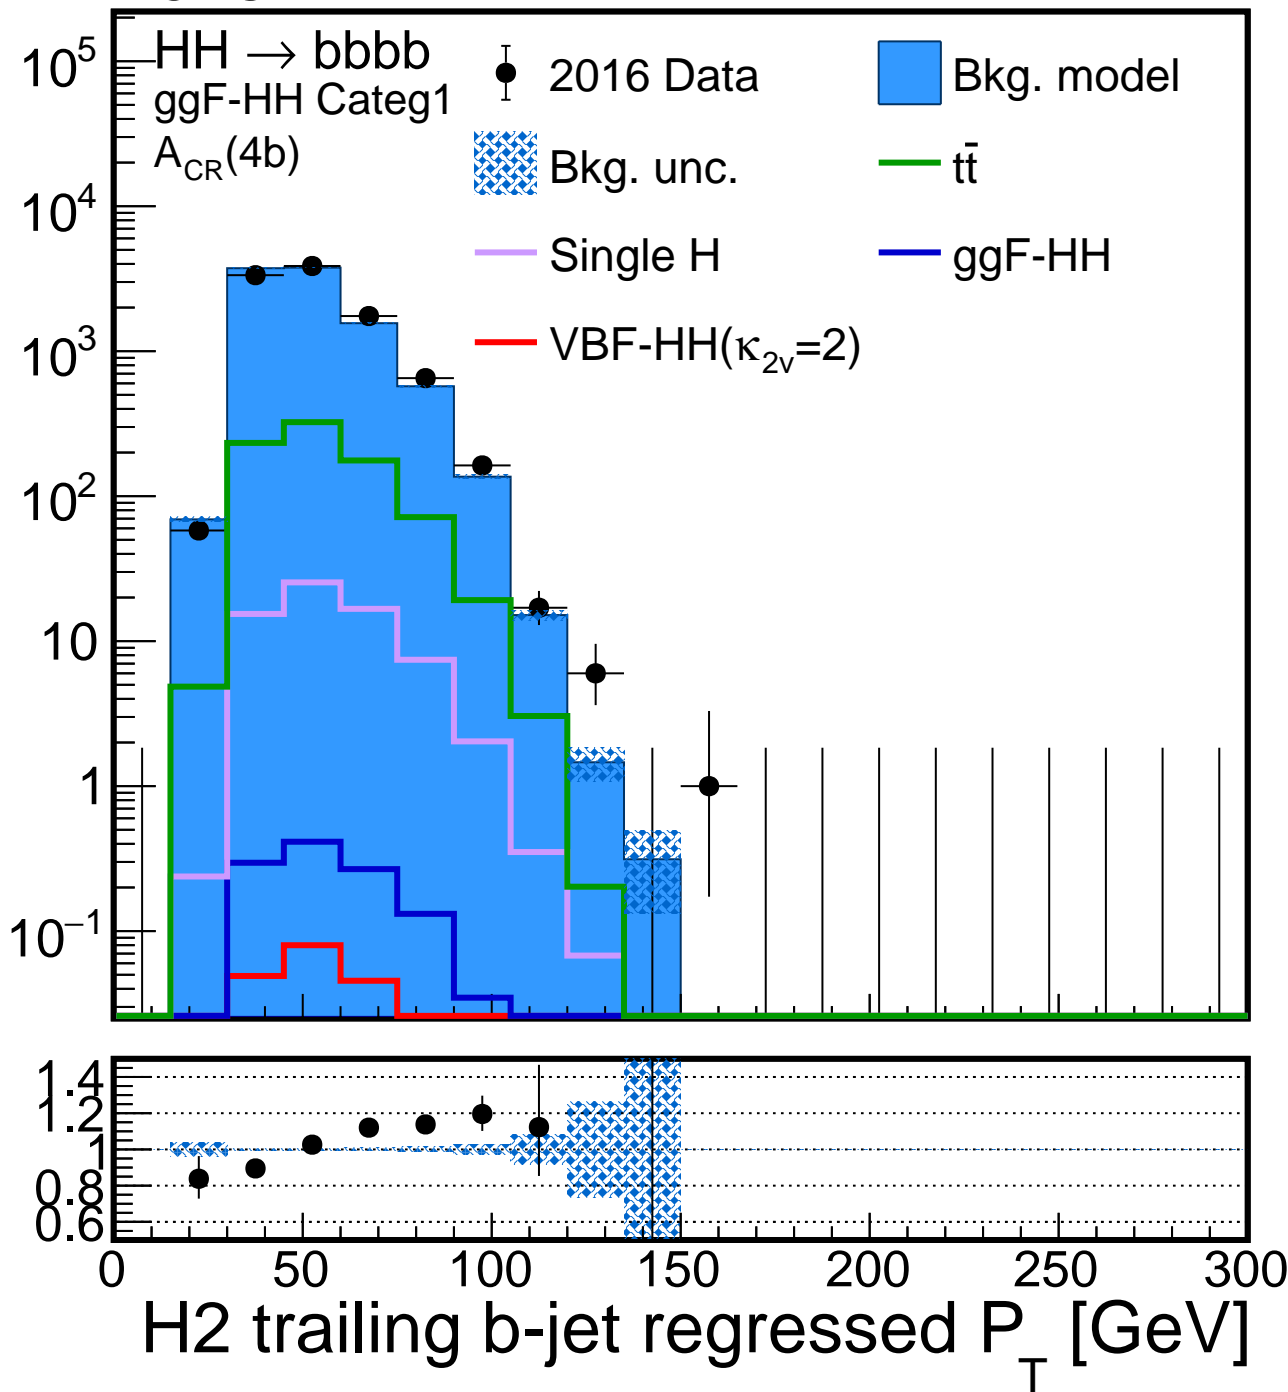 HH → bbbb
ggF-HH Categ1
A_CR(4b)
2016 Data
Bkg. model
Bkg. unc.
tt̄
Single H
ggF-HH
VBF-HH(κ_2v=2)
10^5
10^4
10^3
10^2
10
1
10^−1
1.4
1.2
1
0.8
0.6
0 50 100 150 200 250 300
H2 trailing b-jet regressed P_T [GeV]